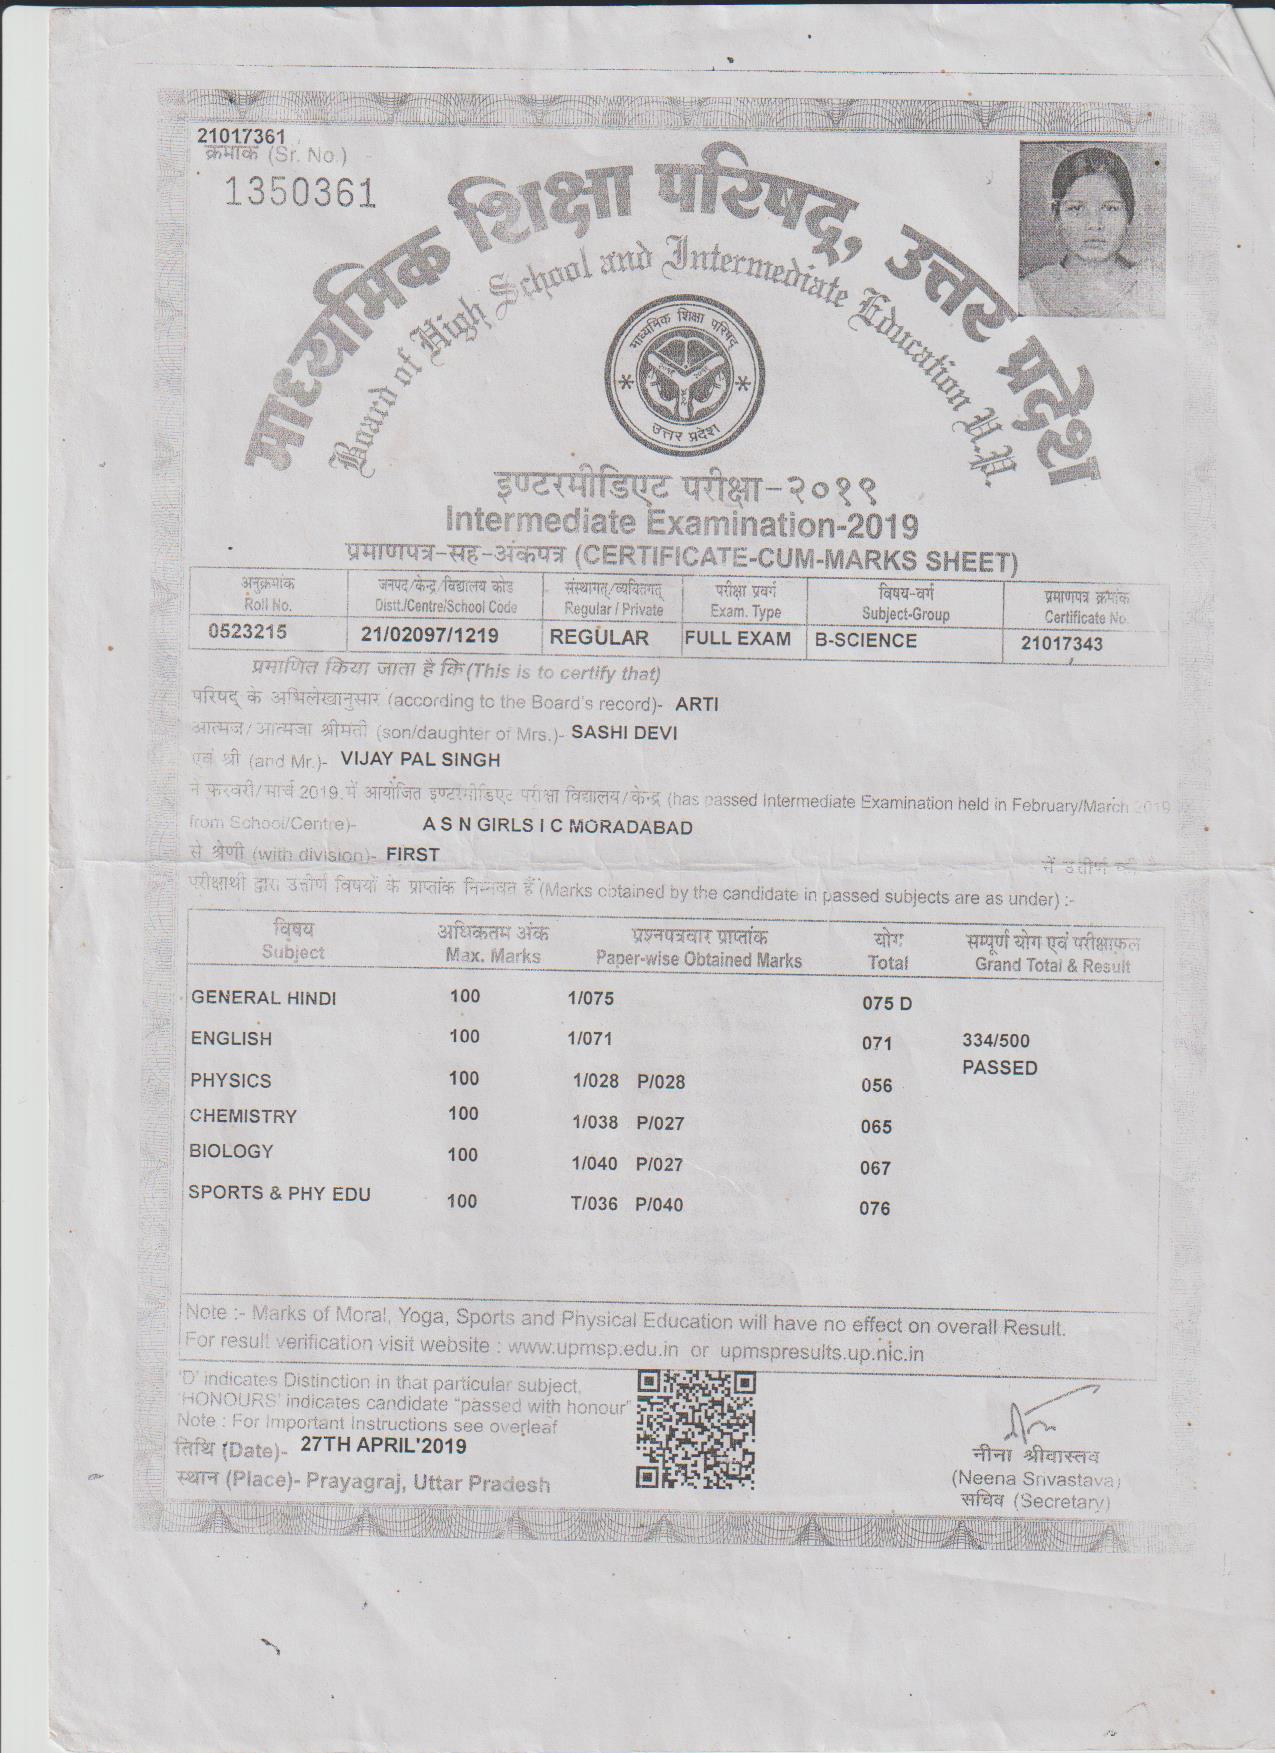 21017361
क्रमांक (Sr. No.)
1350361
माध्यमिक शिक्षा परिषद्, उत्तर प्रदेश
Board of High School and Intermediate Education U.P.
माध्यमिक शिक्षा परिषद्
उत्तर प्रदेश
इण्टरमीडिएट परीक्षा-२०१९
Intermediate Examination-2019
प्रमाणपत्र-सह-अंकपत्र (CERTIFICATE-CUM-MARKS SHEET)
अनुक्रमांक जनपद/केन्द्र/विद्यालय कोड संस्थागत्/व्यक्तिगत् परीक्षा प्रवर्ग विषय-वर्ग प्रमाणपत्र क्रमांक
Roll No. Distt./Centre/School Code Regular / Private Exam. Type Subject-Group Certificate No.
0523215 21/02097/1219 REGULAR FULL EXAM B-SCIENCE 21017343
प्रमाणित किया जाता है कि (This is to certify that)
परिषद् के अभिलेखानुसार (according to the Board's record)- ARTI
आत्मज/आत्मजा श्रीमती (son/daughter of Mrs.)- SASHI DEVI
एवं श्री (and Mr.)- VIJAY PAL SINGH
ने फरवरी/मार्च 2019 में आयोजित इण्टरमीडिएट परीक्षा विद्यालय/केन्द्र (has passed Intermediate Examination held in February/March 2019
from School/Centre)- A S N GIRLS I C MORADABAD
से श्रेणी (with division)- FIRST में उत्तीर्ण की
परीक्षार्थी द्वारा उत्तीर्ण विषयों के प्राप्तांक निम्नवत हैं (Marks obtained by the candidate in passed subjects are as under) :-
विषय अधिकतम अंक प्रश्नपत्रवार प्राप्तांक योग सम्पूर्ण योग एवं परीक्षाफल
Subject Max. Marks Paper-wise Obtained Marks Total Grand Total & Result
GENERAL HINDI 100 1/075 075 D
ENGLISH 100 1/071 071 334/500
PASSED
PHYSICS 100 1/028 P/028 056
CHEMISTRY 100 1/038 P/027 065
BIOLOGY 100 1/040 P/027 067
SPORTS & PHY EDU 100 T/036 P/040 076
Note :- Marks of Moral, Yoga, Sports and Physical Education will have no effect on overall Result.
For result verification visit website : www.upmsp.edu.in or upmspresults.up.nic.in
'D' indicates Distinction in that particular subject,
'HONOURS' indicates candidate "passed with honour"
Note : For Important Instructions see overleaf
तिथि (Date)- 27TH APRIL'2019
स्थान (Place)- Prayagraj, Uttar Pradesh
नीना श्रीवास्तव
(Neena Srivastava)
सचिव (Secretary)